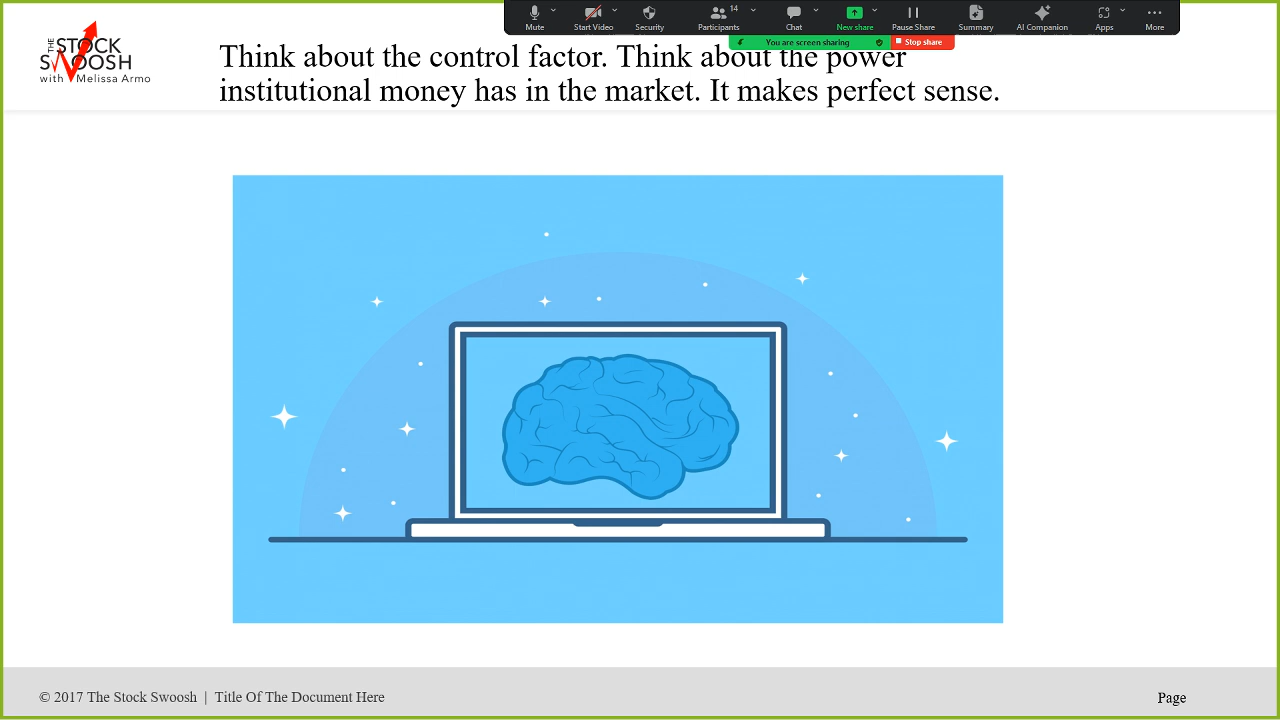 Mute
Start Video
Security
Participants
14
Chat
New share
Pause Share
Summary
AI Companion
Apps
More
You are screen sharing
Stop share
THE STOCK
SWOOSH
with Melissa Armo
Think about the control factor. Think about the power
institutional money has in the market. It makes perfect sense.
© 2017 The Stock Swoosh | Title Of The Document Here
Page